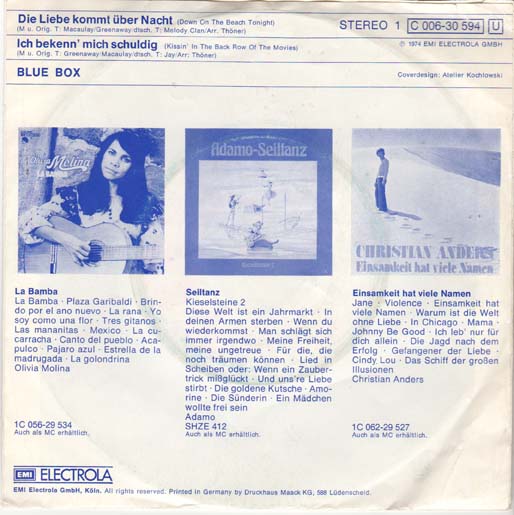 Die Liebe kommt über Nacht (Down On The Beach Tonight)
(M u. Orig. T: Macaulay/Greenaway/dtsch. T: Melody Clan/Arr. Thöner)
Ich bekenn' mich schuldig (Kissin' In The Back Row Of The Movies)
(M u. Orig. T: Greenway/Macaulay/dtsch. T: Jay/Arr: Thöner)
BLUE BOX
STEREO 1 C 006-30 594 U
℗ 1974 EMI ELECTROLA GMBH
Coverdesign: Atelier Kochlowski
Olivia Molina
LA BAMBA
Adamo-Seiltanz
CHRISTIAN ANDERS
Einsamkeit hat viele Namen
La Bamba
La Bamba · Plaza Garibaldi · Brin-
do por el ano nuevo · La rana · Yo
soy como una flor · Tres gitanos ·
Las mananitas · Mexico · La cu-
carracha · Canto del pueblo · Aca-
pulco · Pajaro azul · Estrella de la
madrugada · La golondrina
Olivia Molina
1C 056-29 534
Auch als MC erhältlich.
Seiltanz
Kieselsteine 2
Diese Welt ist ein Jahrmarkt · In
deinen Armen sterben · Wenn du
wiederkommst · Man schlägt sich
immer irgendwo · Meine Freiheit,
meine ungetreue · Für die, die
noch träumen können · Lied in
Scheiben oder: Wenn ein Zauber-
trick mißglückt · Und uns're Liebe
stirbt · Die goldene Kutsche · Amo-
rine · Die Sünderin · Ein Mädchen
wollte frei sein
Adamo
SHZE 412
Auch als MC erhältlich.
Einsamkeit hat viele Namen
Jane · Violence · Einsamkeit hat
viele Namen · Warum ist die Welt
ohne Liebe · In Chicago · Mama ·
Johnny Be Good · Ich leb' nur für
dich allein · Die Jagd nach dem
Erfolg · Gefangener der Liebe ·
Cindy Lou · Das Schiff der großen
Illusionen
Christian Anders
1C 062-29 527
Auch als MC erhältlich.
EMI ELECTROLA
EMI Electrola GmbH, Köln. All rights reserved. Printed in Germany by Druckhaus Maack KG, 588 Lüdenscheid.